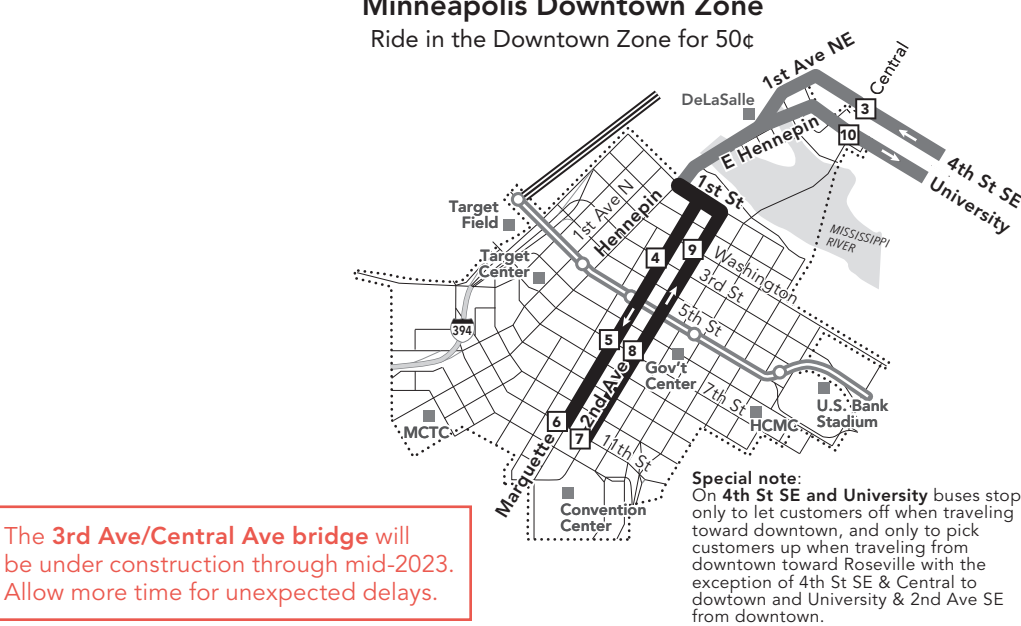 Minneapolis Downtown Zone
Ride in the Downtown Zone for 50¢
1st Ave NE
Central
DeLaSalle
3
10
E Hennepin
4th St SE
University
1st St
Target
Field
1st Ave N
Hennepin
MISSISSIPPI
RIVER
Target
Center
4
9
Washington
3rd St
5th St
394
5
8
Gov't
Center
7th St
U.S. Bank
Stadium
HCMC
MCTC
6
7
2nd Ave
11th St
Marquette
Convention
Center
The 3rd Ave/Central Ave bridge will
be under construction through mid-2023.
Allow more time for unexpected delays.
Special note:
On 4th St SE and University buses stop
only to let customers off when traveling
toward downtown, and only to pick
customers up when traveling from
downtown toward Roseville with the
exception of 4th St SE & Central to
dowtown and University & 2nd Ave SE
from downtown.